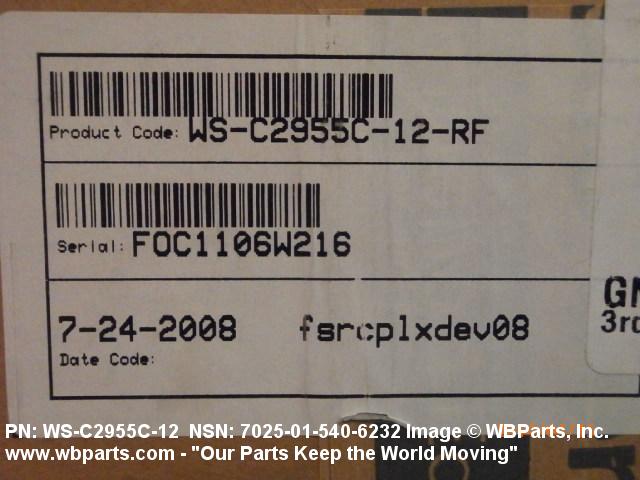 Product Code: WS-C2955C-12-RF
Serial: FOC1106W216
7-24-2008 fsrcplxdev08
Date Code:
3rd
PN: WS-C2955C-12 NSN: 7025-01-540-6232 Image © WBParts, Inc.
www.wbparts.com - "Our Parts Keep the World Moving"